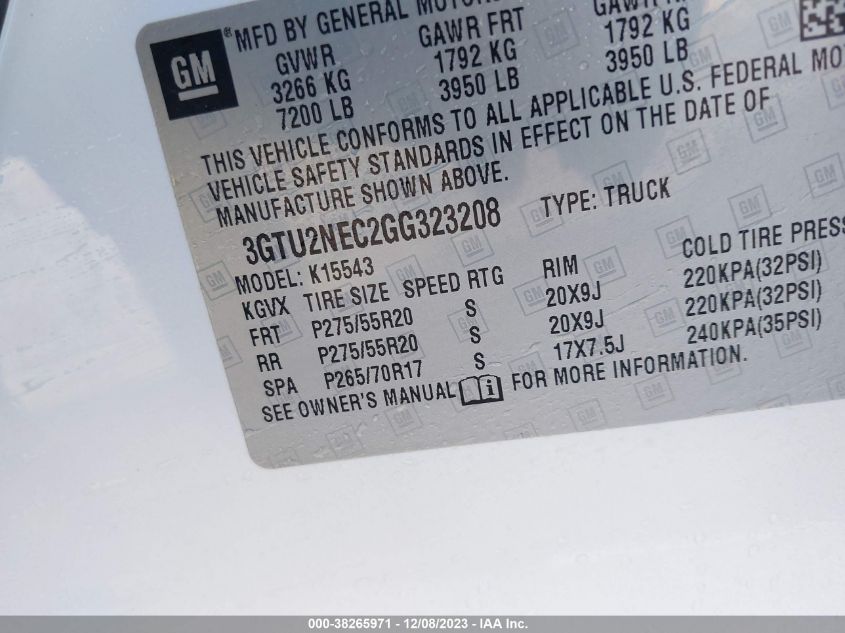 GM
® MFD BY GENERAL MOTORS
GVWR GAWR FRT GAWR
3266 KG 1792 KG 1792 KG
7200 LB 3950 LB 3950 LB
THIS VEHICLE CONFORMS TO ALL APPLICABLE U.S. FEDERAL MO
VEHICLE SAFETY STANDARDS IN EFFECT ON THE DATE OF
MANUFACTURE SHOWN ABOVE.
3GTU2NEC2GG323208 TYPE: TRUCK
MODEL: K15543
KGVX TIRE SIZE SPEED RTG RIM COLD TIRE PRESS
FRT P275/55R20 S 20X9J 220KPA(32PSI)
RR P275/55R20 S 20X9J 220KPA(32PSI)
SPA P265/70R17 S 17X7.5J 240KPA(35PSI)
SEE OWNER'S MANUAL i FOR MORE INFORMATION.
000-38265971 - 12/08/2023 - IAA Inc.